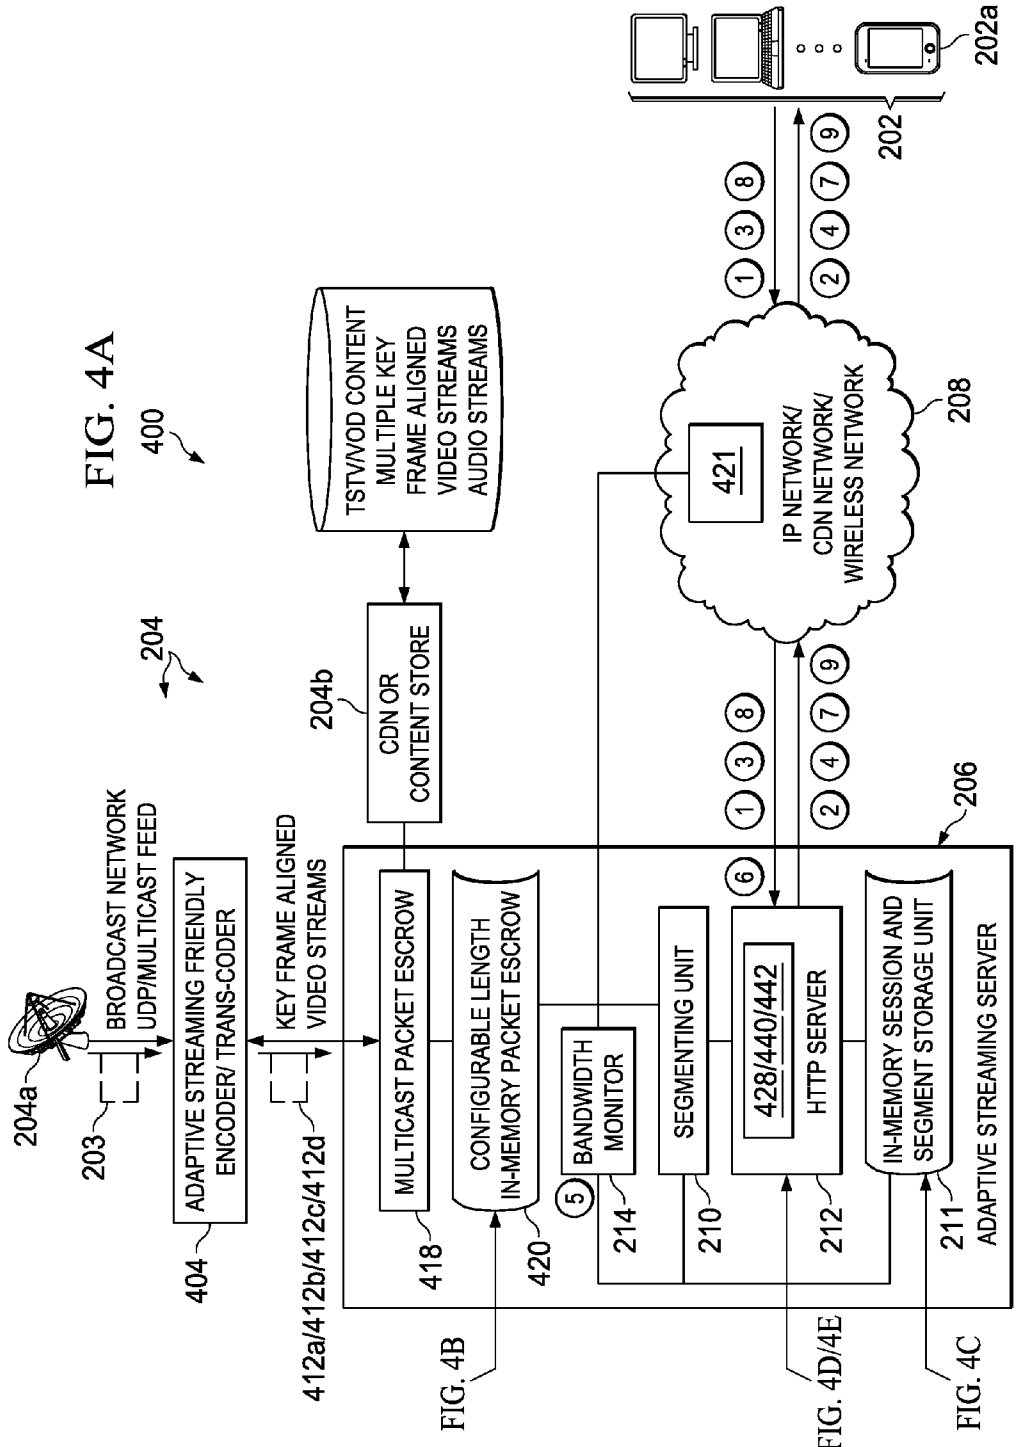 FIG. 4A
400
204
204a
203
BROADCAST NETWORK
UDP/MULTICAST FEED
ADAPTIVE STREAMING FRIENDLY
ENCODER/ TRANS-CODER
404
KEY FRAME ALIGNED
VIDEO STREAMS
412a/412b/412c/412d
204b
CDN OR
CONTENT STORE
TSTV/VOD CONTENT
MULTIPLE KEY
FRAME ALIGNED
VIDEO STREAMS
AUDIO STREAMS
MULTICAST PACKET ESCROW
418
CONFIGURABLE LENGTH
IN-MEMORY PACKET ESCROW
420
FIG. 4B
BANDWIDTH
MONITOR
5
214
SEGMENTING UNIT
210
428/440/442
HTTP SERVER
212
FIG. 4D/4E
6
IN-MEMORY SESSION AND
SEGMENT STORAGE UNIT
211
FIG. 4C
ADAPTIVE STREAMING SERVER
206
1 3 8
2 4 7 9
421
IP NETWORK/
CDN NETWORK/
WIRELESS NETWORK
208
1 3 8
2 4 7 9
202
202a